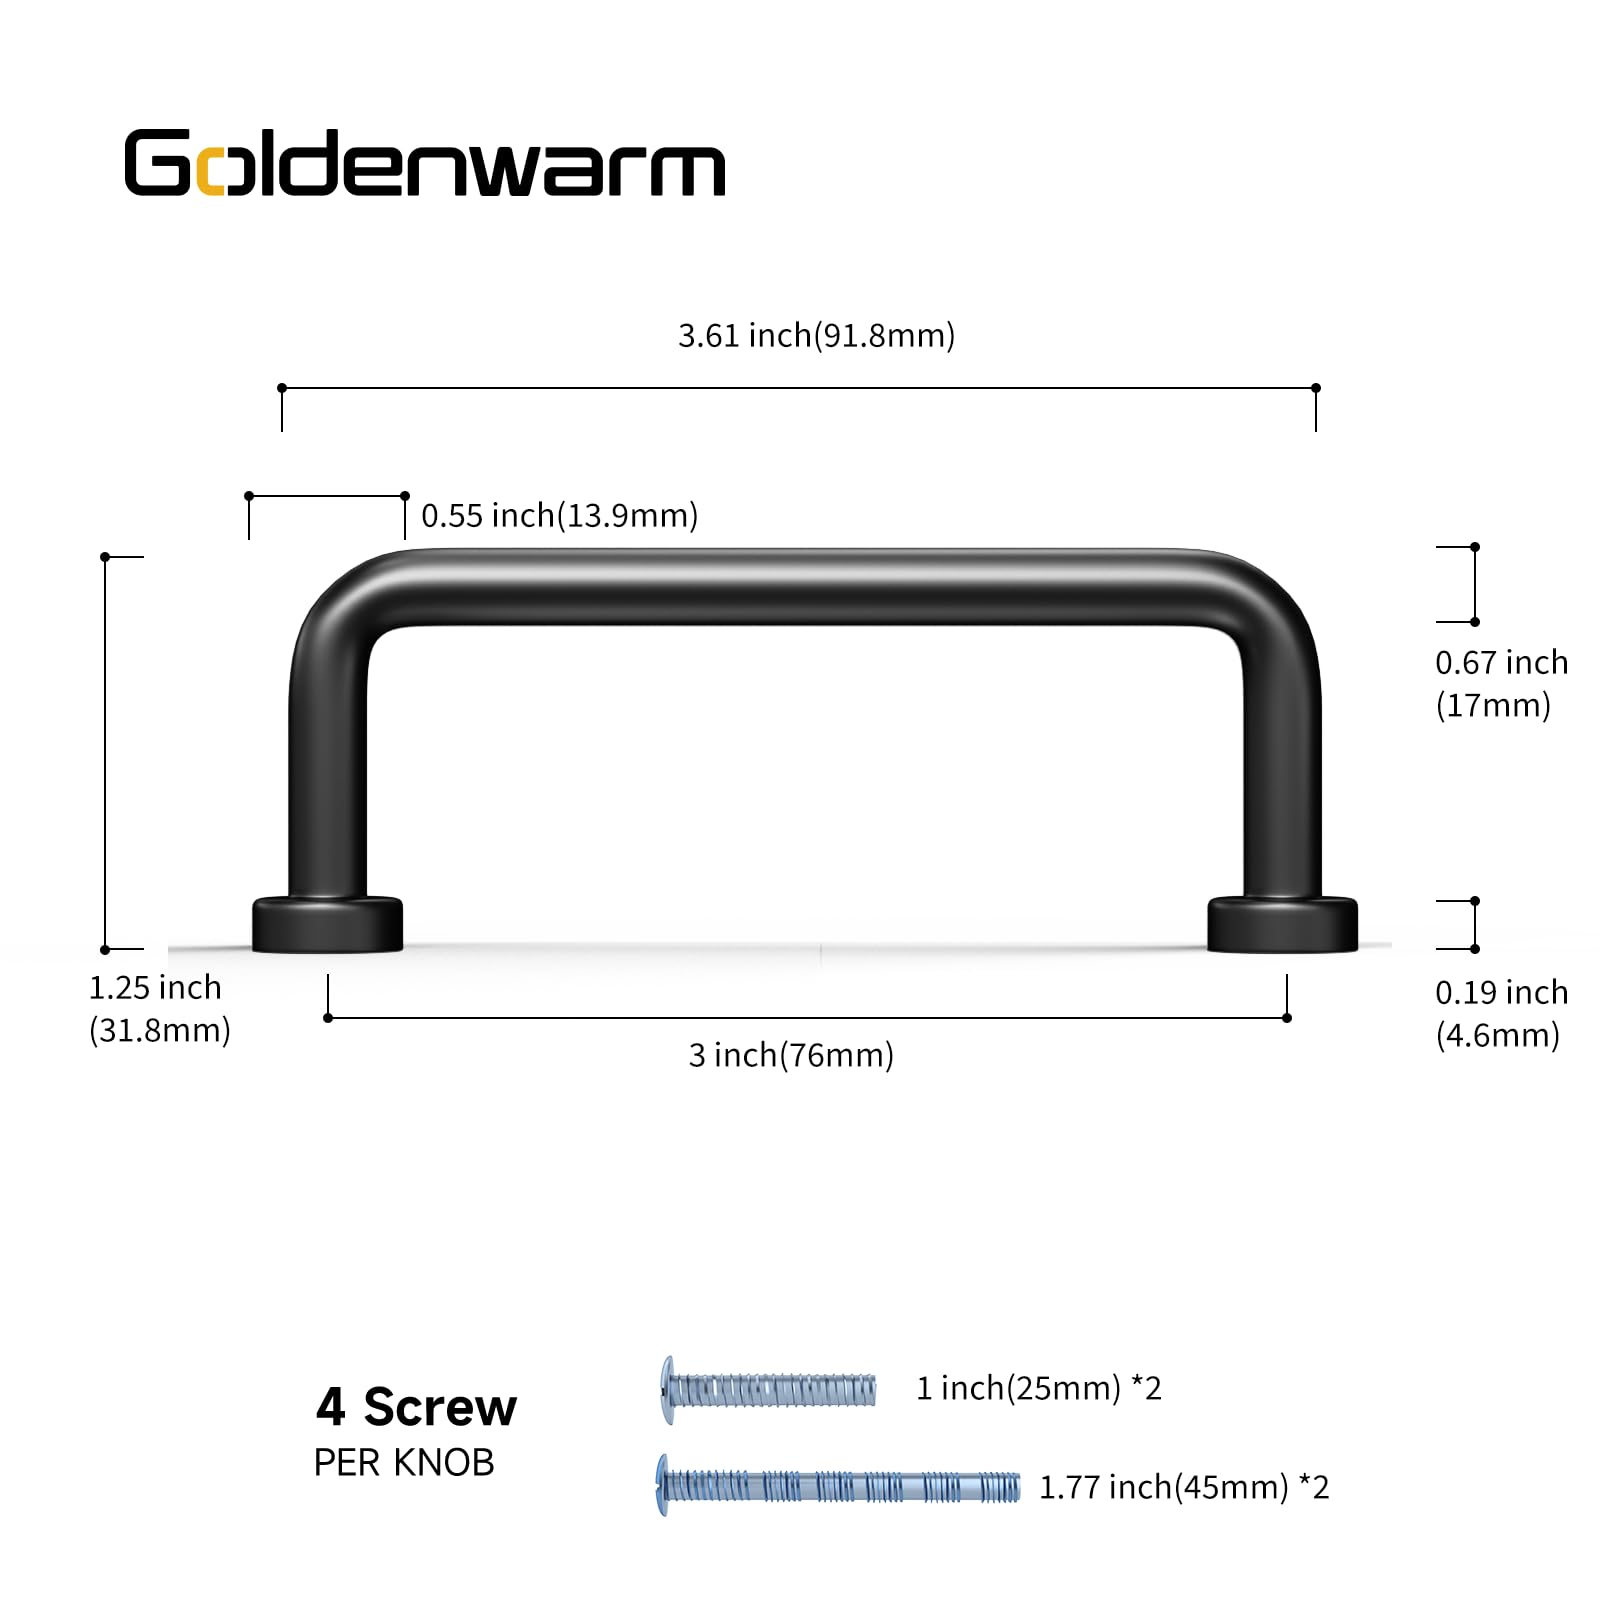 Goldenwarm
3.61 inch(91.8mm)
0.55 inch(13.9mm)
0.67 inch
(17mm)
1.25 inch
(31.8mm)
0.19 inch
(4.6mm)
3 inch(76mm)
4 Screw
PER KNOB
1 inch(25mm) *2
1.77 inch(45mm) *2